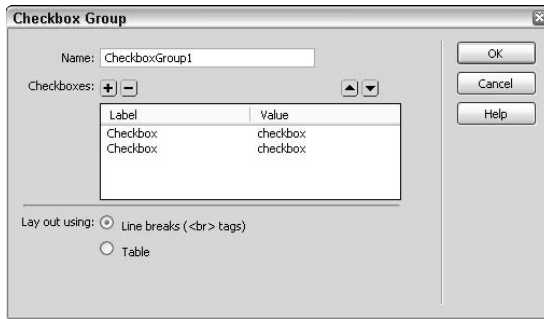 Checkbox Group
Name: CheckboxGroup1
OK
Checkboxes:
Cancel
Help
Label Value
Checkbox checkbox
Checkbox checkbox
Lay out using: Line breaks (<br> tags)
Table